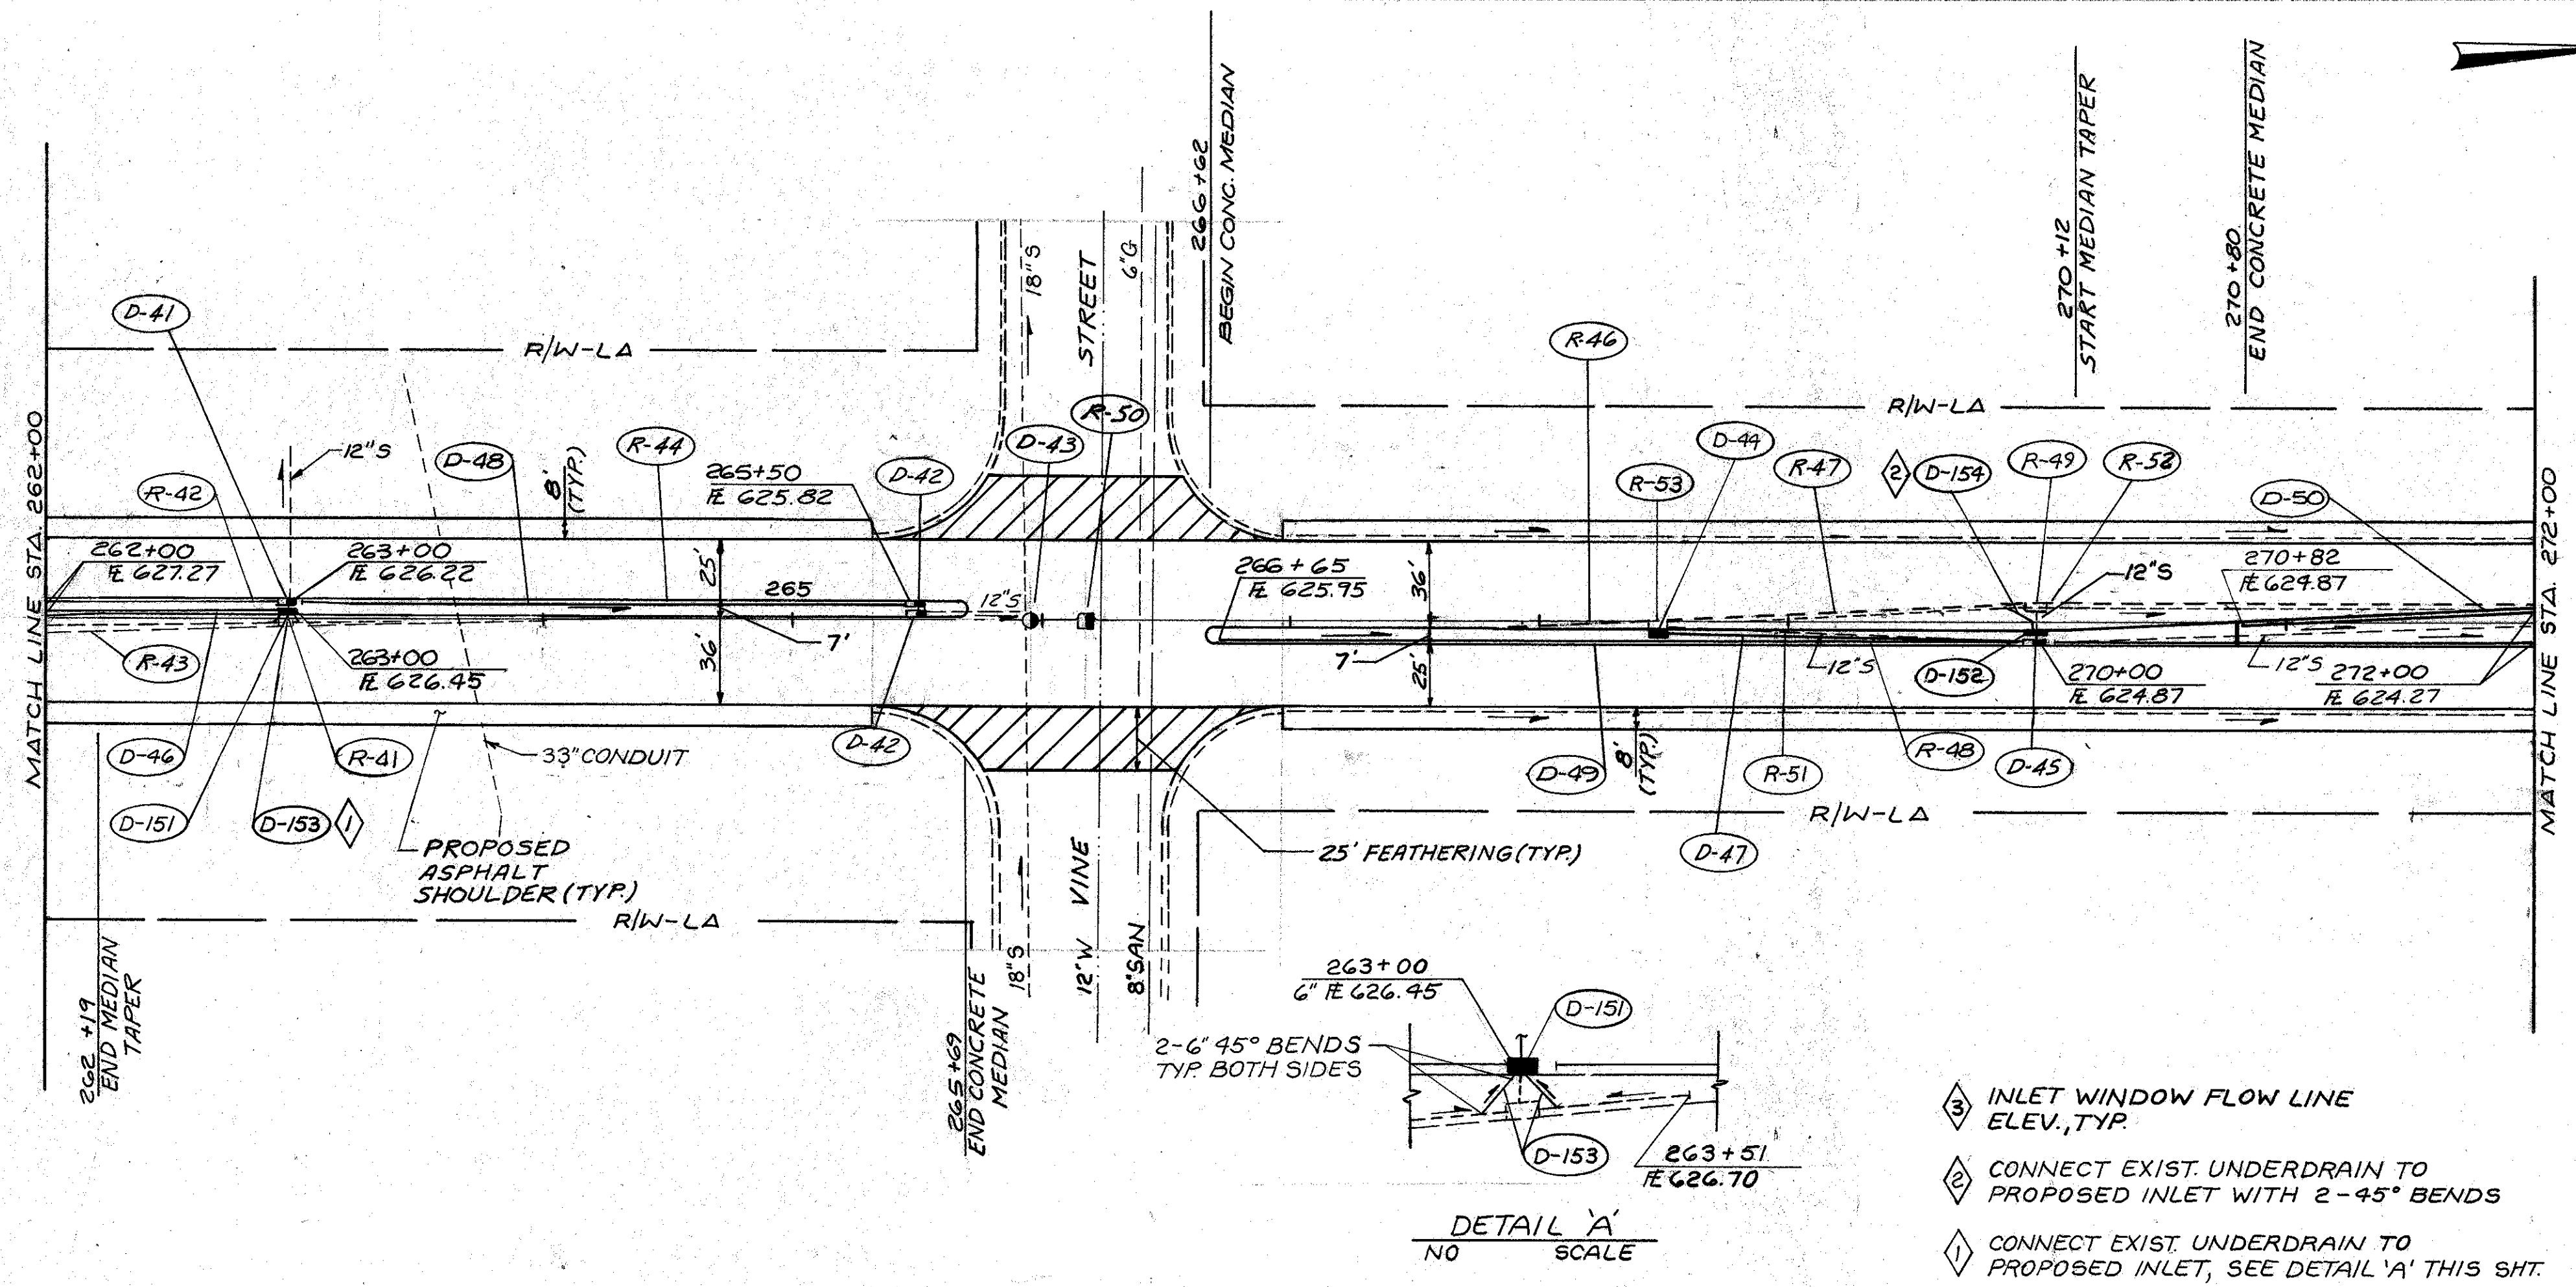 MATCH LINE STA. 262+00
D-41
R/W-LA
12"S
R-42
D-48
R-44
8'
(TYP.)
265+50
FL 625.82
D-42
262+00
FL 627.27
263+00
FL 626.22
25'
265
36'
7'
R-43
263+00
FL 626.45
D-46
R-41
D-151
D-153
1
33" CONDUIT
D-42
PROPOSED
ASPHALT
SHOULDER (TYP.)
R/W-LA
262+19
END MEDIAN
TAPER
265+69
END CONCRETE
MEDIAN
18"S
STREET
6"G
D-43
R-50
12"S
18"S
12"W
VINE
8"SAN
266+62
BEGIN CONC. MEDIAN
25' FEATHERING (TYP.)
266+65
FL 625.95
R-46
R/W-LA
R-53
D-44
R-47
2
D-154
R-49
R-52
12"S
D-50
36'
7'
25'
270+12
START MEDIAN TAPER
270+80
END CONCRETE MEDIAN
270+82
FL 624.87
12"S
D-152
270+00
FL 624.87
12"S
272+00
FL 624.27
D-49
8'
(TYP.)
R-51
R-48
D-45
D-47
R/W-LA
MATCH LINE STA. 272+00
263+00
6" FL 626.45
D-151
2-6" 45° BENDS
TYP. BOTH SIDES
D-153
263+51
FL 626.70
DETAIL 'A'
NO SCALE
3 INLET WINDOW FLOW LINE
ELEV., TYP.
2 CONNECT EXIST. UNDERDRAIN TO
PROPOSED INLET WITH 2-45° BENDS
1 CONNECT EXIST. UNDERDRAIN TO
PROPOSED INLET, SEE DETAIL 'A' THIS SHT.